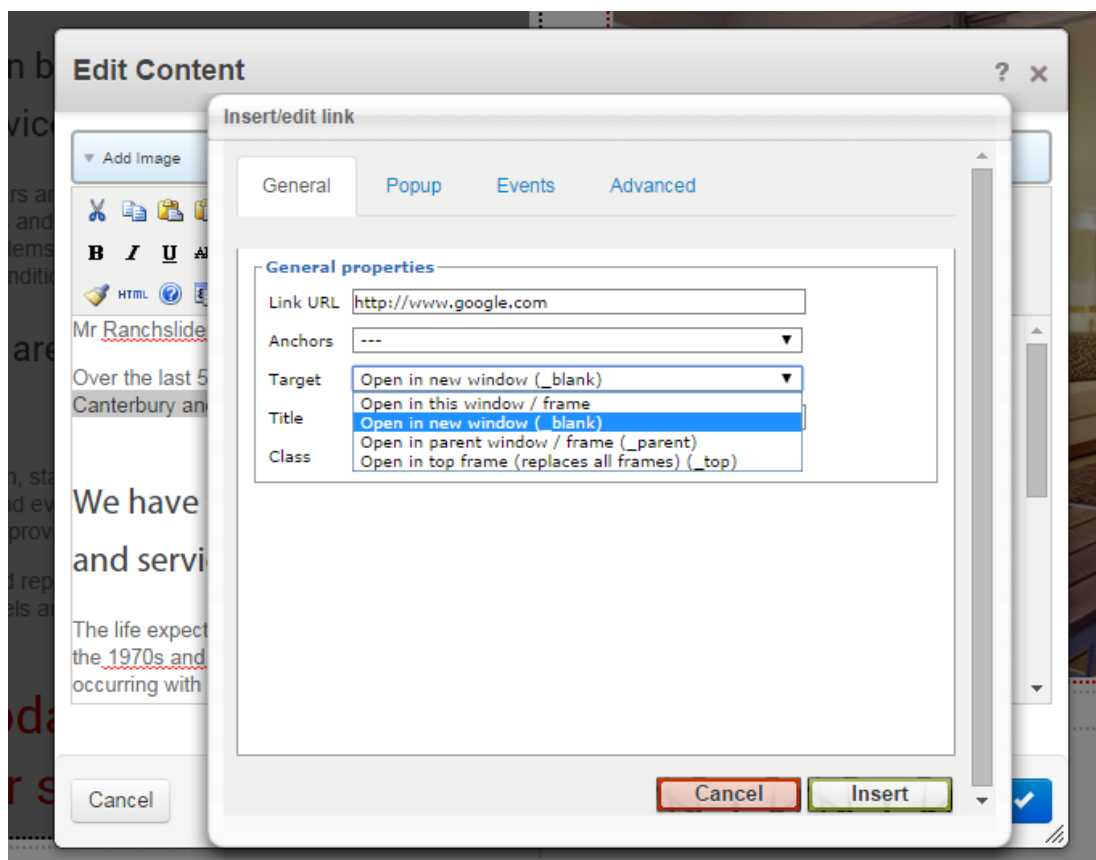 Edit Content
?
Insert/edit link
Add Image
General Popup Events Advanced
B I U
HTML
General properties
Link URL http://www.google.com
Anchors ---
Target Open in new window (_blank)
Open in this window / frame
Open in new window (_blank)
Open in parent window / frame (_parent)
Open in top frame (replaces all frames) (_top)
Title
Class
Mr Ranchslide
Over the last 5
Canterbury an
We have
and servi
The life expect
the 1970s and
occurring with
Cancel Insert
Cancel